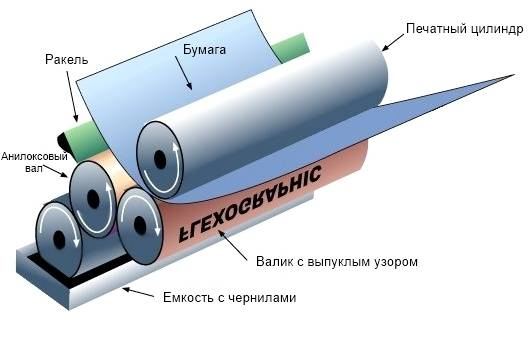 Печатный цилиндр
Бумага
Ракель
Анилоксовый
вал
FLEXOGRAPHIC
Валик с выпуклым узором
Емкость с чернилами